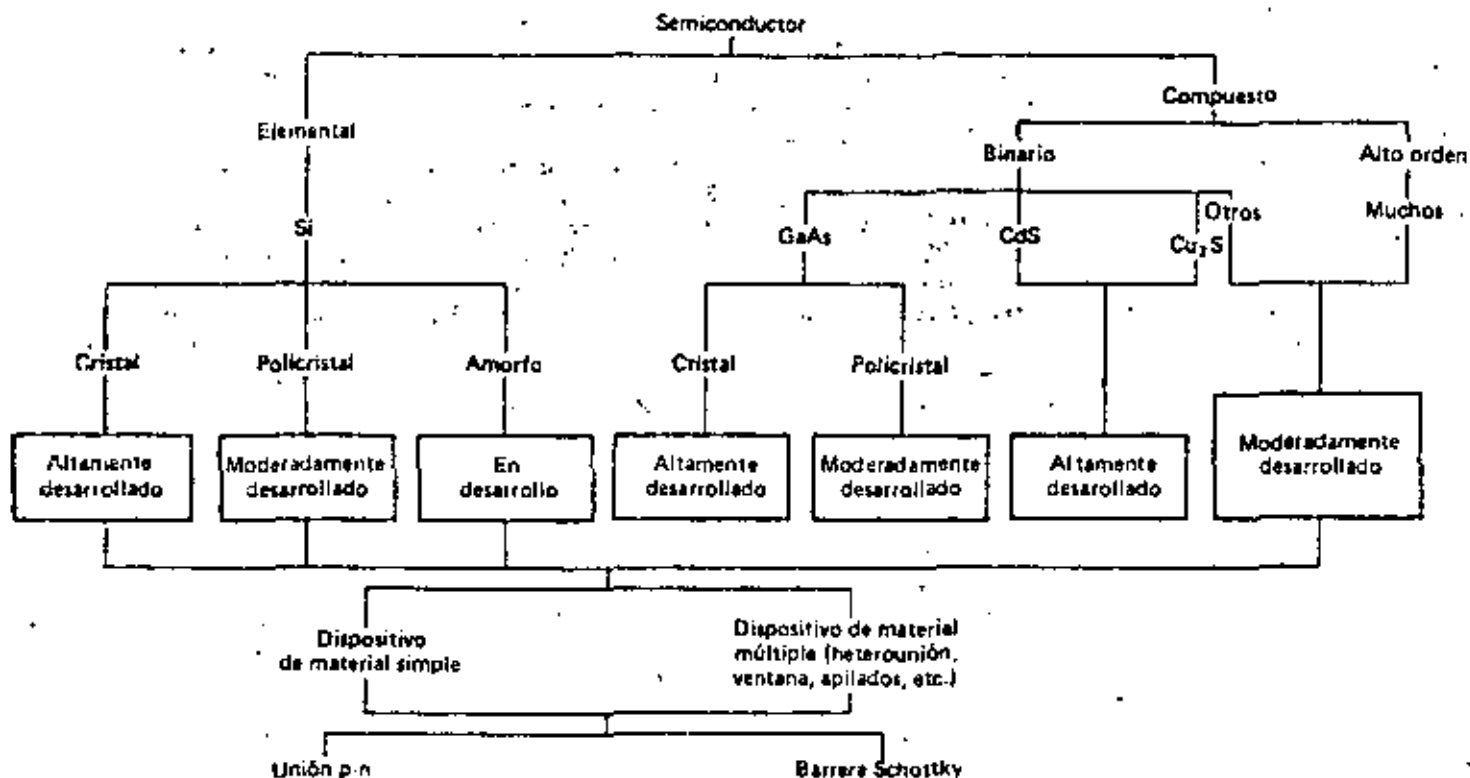 Semiconductor
Compuesto
Elemental
Binario
Alto orden
Si
GaAs
CdS
Otros
Cu₂S
Muchos
Cristal
Policristal
Amorfo
Cristal
Policristal
Altamente
desarrollado
Moderadamente
desarrollado
En
desarrollo
Altamente
desarrollado
Moderadamente
desarrollado
Altamente
desarrollado
Moderadamente
desarrollado
Dispositivo
de material simple
Dispositivo de material
múltiple (heterounión,
ventana, apilados, etc.)
Unión p-n
Barrera Schottky